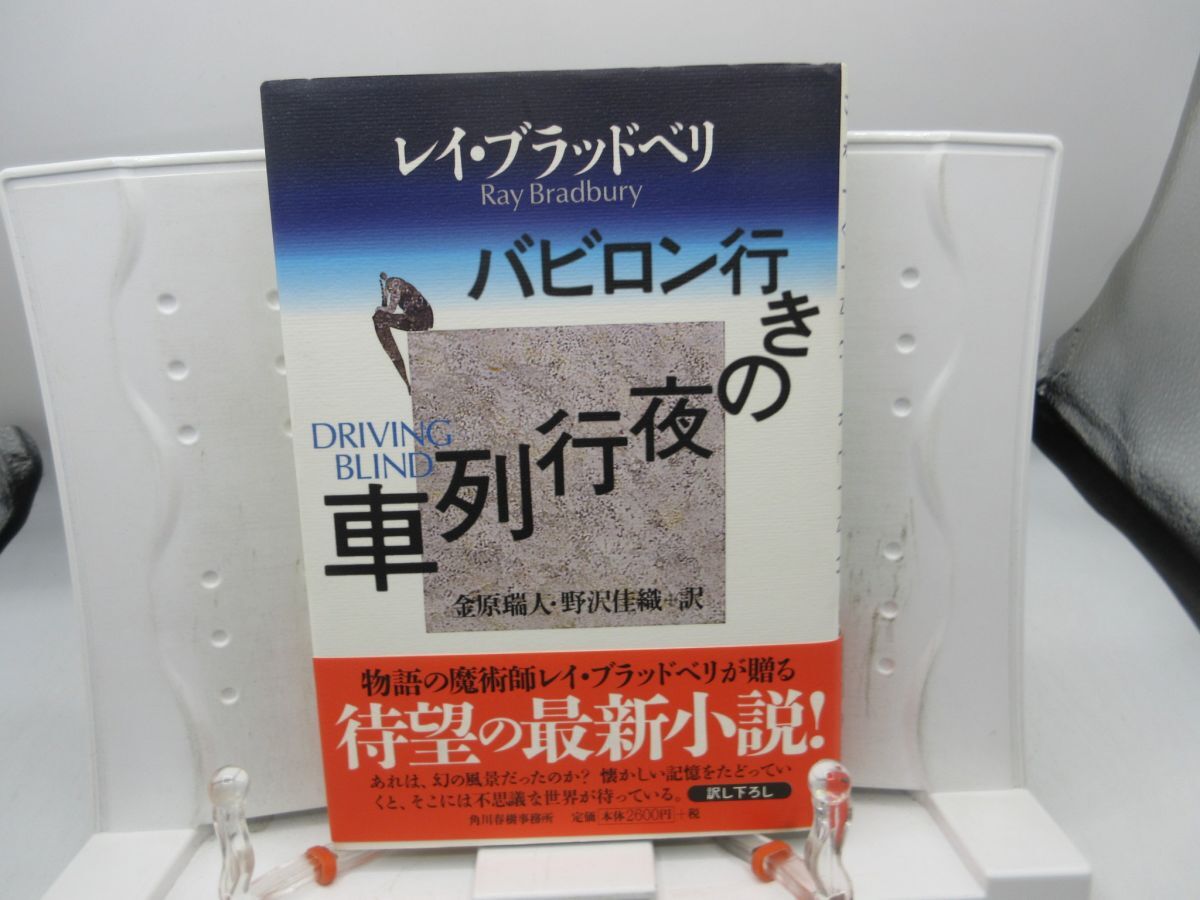 レイ・ブラッドベリ
Ray Bradbury
バビロン行きの
夜行列車
DRIVING
BLIND
金原瑞人・野沢佳織+訳
物語の魔術師レイ・ブラッドベリが贈る
待望の最新小説!
あれは、幻の風景だったのか? 懐かしい記憶をたどってい
くと、そこには不思議な世界が待っている。 訳し下ろし
角川春樹事務所 定価 本体2600円+税